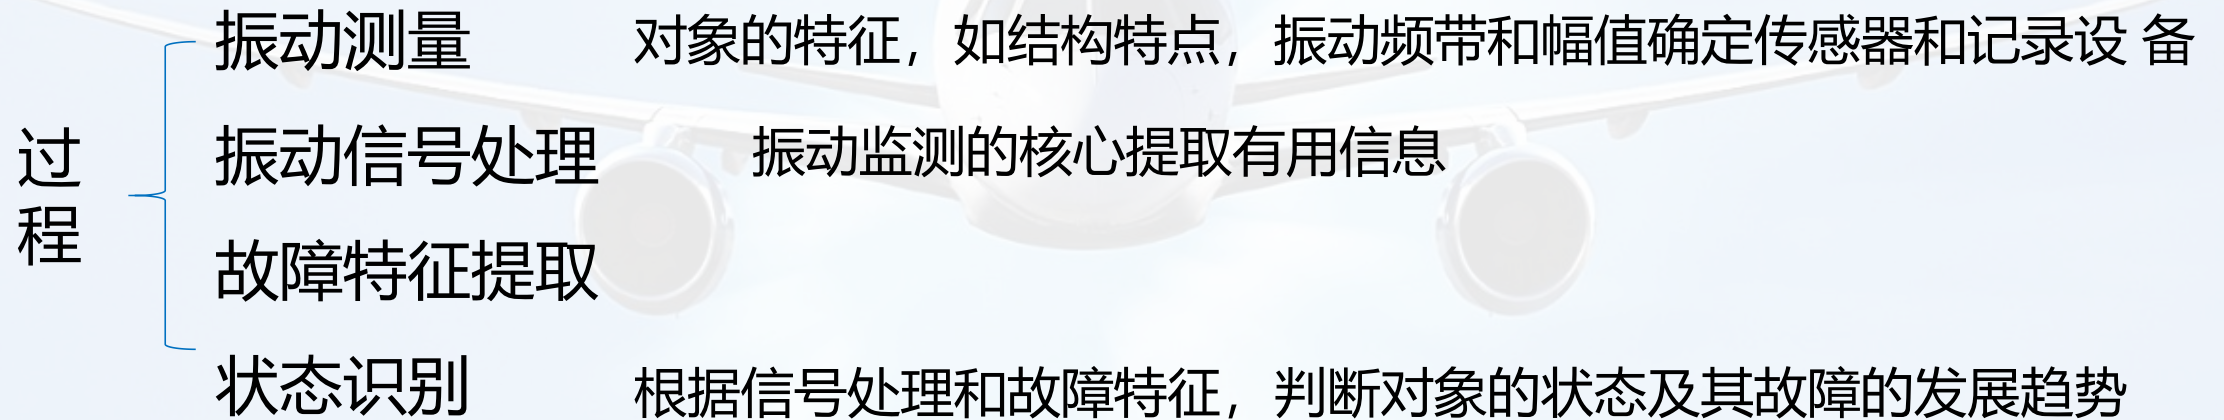 过程
振动测量 对象的特征，如结构特点，振动频带和幅值确定传感器和记录设 备
振动信号处理 振动监测的核心提取有用信息
故障特征提取
状态识别 根据信号处理和故障特征，判断对象的状态及其故障的发展趋势